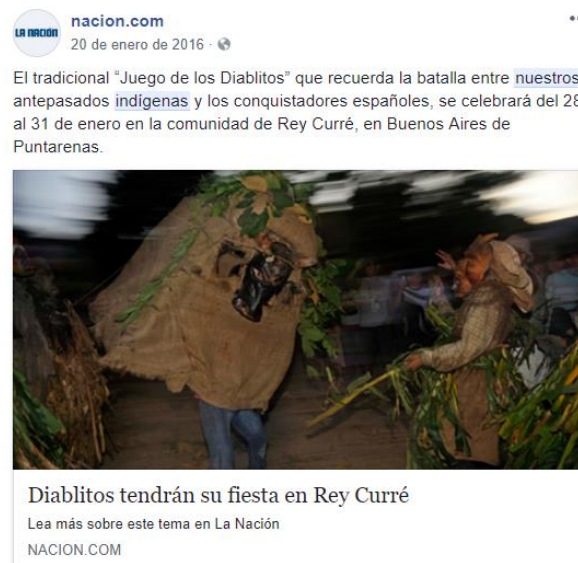 LA NACIÓN
nacion.com
20 de enero de 2016 ·
El tradicional “Juego de los Diablitos” que recuerda la batalla entre nuestros
antepasados indígenas y los conquistadores españoles, se celebrará del 28
al 31 de enero en la comunidad de Rey Curré, en Buenos Aires de
Puntarenas.
Diablitos tendrán su fiesta en Rey Curré
Lea más sobre este tema en La Nación
NACION.COM